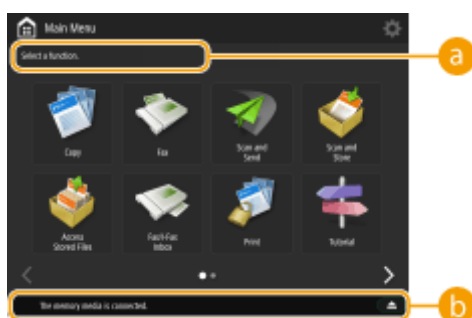 Main Menu
Select a function.
a
Copy
Fax
Scan and
Send
Scan and
Store
Access
Stored Files
Fax/I-Fax
Inbox
Print
Tutorial
The memory media is connected.
b